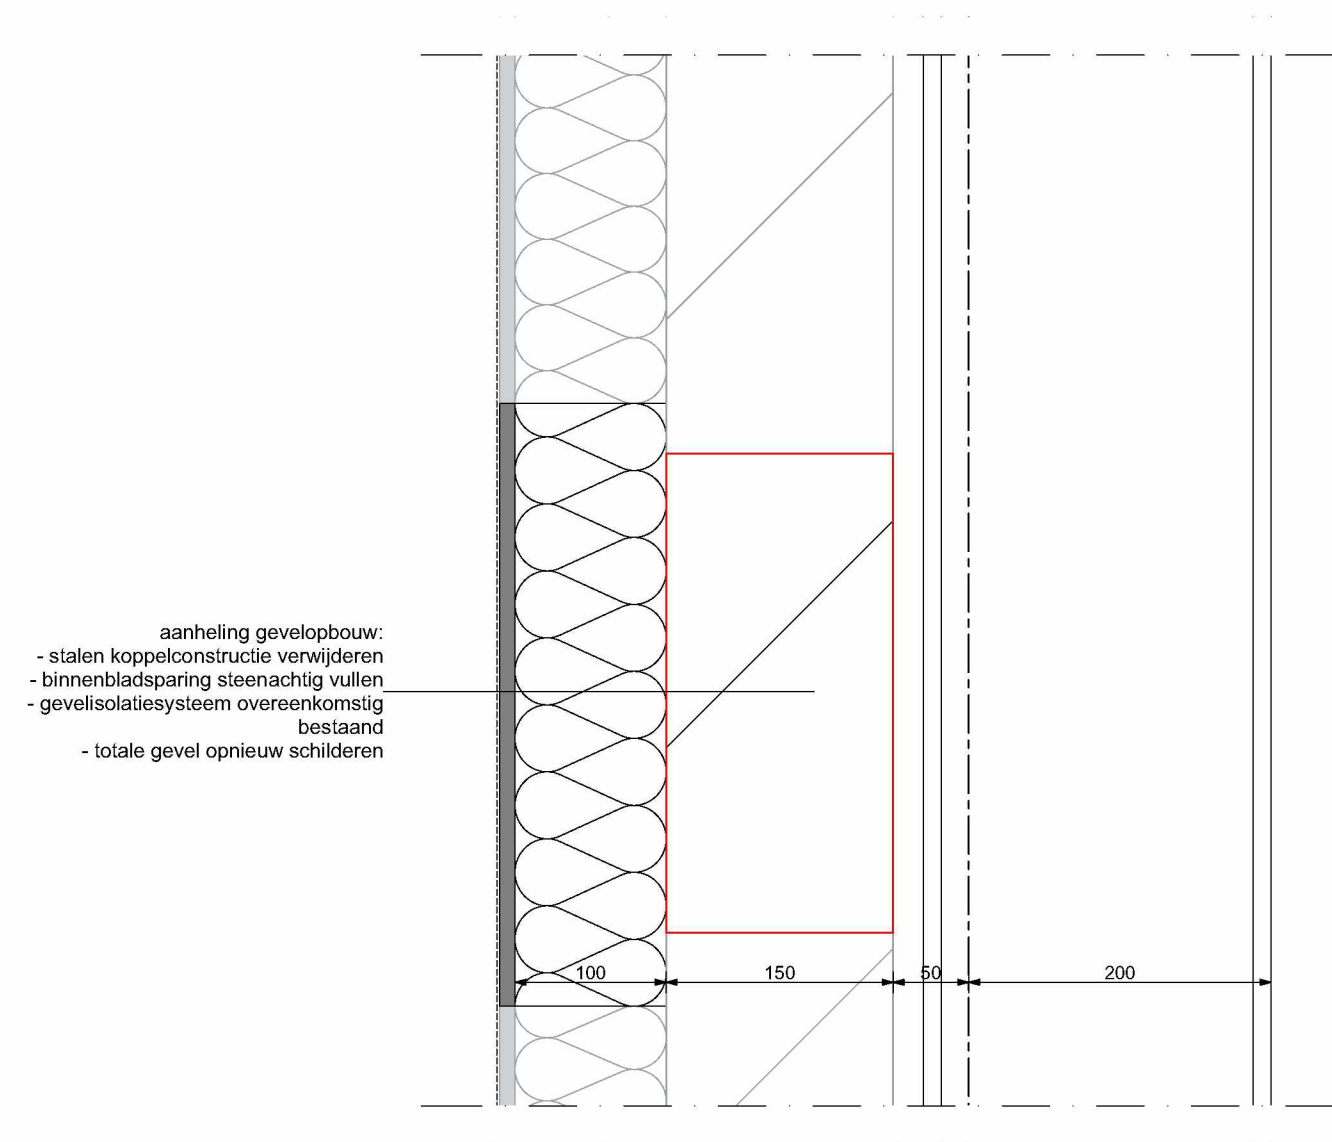 aanheling gevelopbouw:
- stalen koppelconstructie verwijderen
- binnenbladsparing steenachtig vullen
- gevelisolatiesysteem overeenkomstig
bestaand
- totale gevel opnieuw schilderen
100 150 50 200